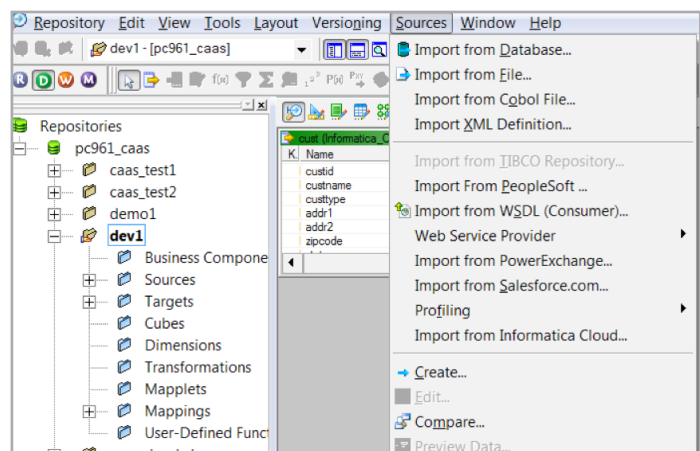 Repository Edit View Tools Layout Versioning Sources Window Help
dev1 - [pc961_caas]
R D W M
Repositories
pc961_caas
caas_test1
caas_test2
demo1
dev1
Business Compone
Sources
Targets
Cubes
Dimensions
Transformations
Mapplets
Mappings
User-Defined Funct
cust (Informatica_C
K. Name
custid
custname
custtype
addr1
addr2
zipcode
Import from Database...
Import from File...
Import from Cobol File...
Import XML Definition...
Import from TIBCO Repository...
Import From PeopleSoft ...
Import from WSDL (Consumer)...
Web Service Provider
Import from PowerExchange...
Import from Salesforce.com...
Profiling
Import from Informatica Cloud...
Create...
Edit...
Compare...
Preview Data...